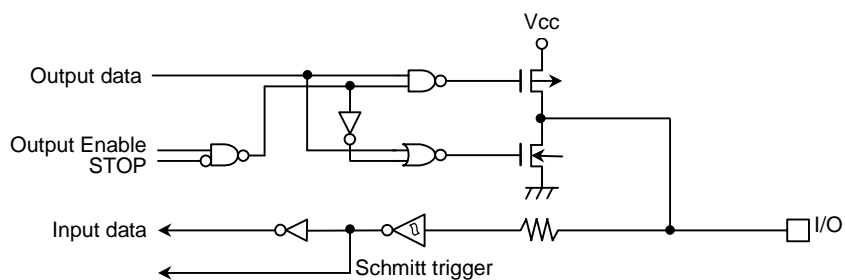 Vcc
Output data
Output Enable
STOP
Input data
I/O
Schmitt trigger